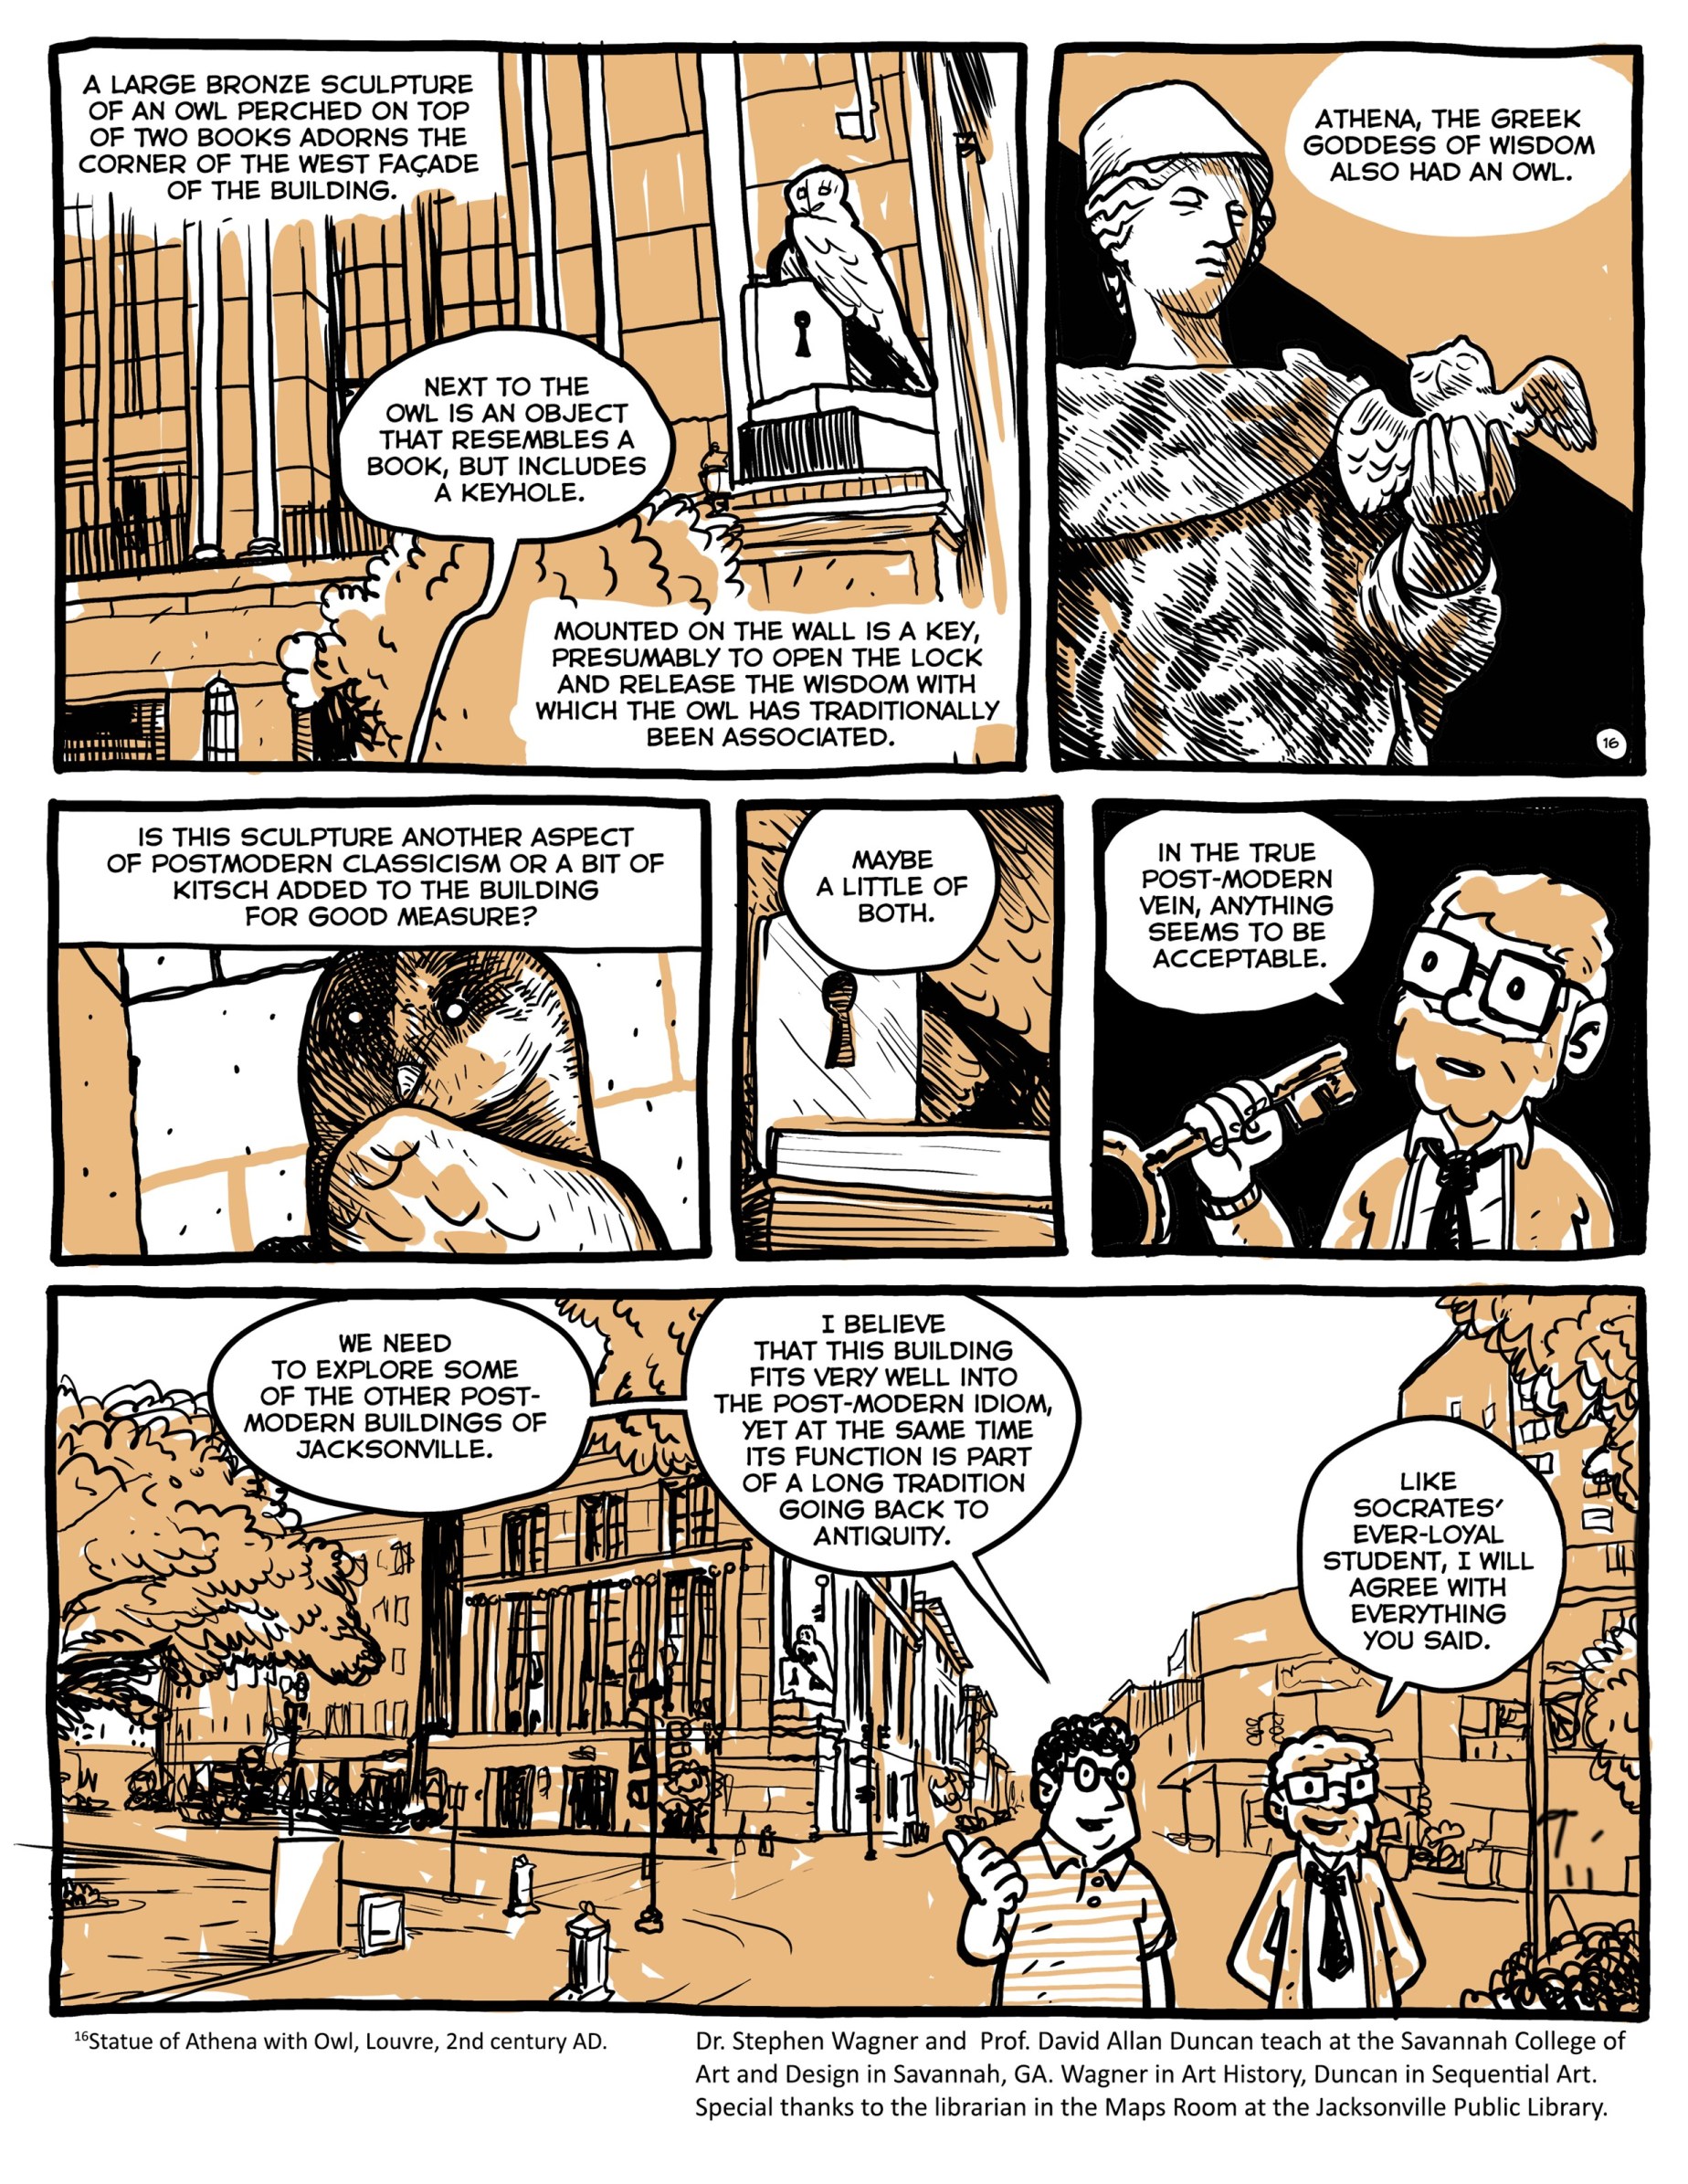 A LARGE BRONZE SCULPTURE
OF AN OWL PERCHED ON TOP
OF TWO BOOKS ADORNS THE
CORNER OF THE WEST FAÇADE
OF THE BUILDING.
NEXT TO THE
OWL IS AN OBJECT
THAT RESEMBLES A
BOOK, BUT INCLUDES
A KEYHOLE.
MOUNTED ON THE WALL IS A KEY,
PRESUMABLY TO OPEN THE LOCK
AND RELEASE THE WISDOM WITH
WHICH THE OWL HAS TRADITIONALLY
BEEN ASSOCIATED.
ATHENA, THE GREEK
GODDESS OF WISDOM
ALSO HAD AN OWL.
16
IS THIS SCULPTURE ANOTHER ASPECT
OF POSTMODERN CLASSICISM OR A BIT OF
KITSCH ADDED TO THE BUILDING
FOR GOOD MEASURE?
MAYBE
A LITTLE OF
BOTH.
IN THE TRUE
POST-MODERN
VEIN, ANYTHING
SEEMS TO BE
ACCEPTABLE.
WE NEED
TO EXPLORE SOME
OF THE OTHER POST-
MODERN BUILDINGS OF
JACKSONVILLE.
I BELIEVE
THAT THIS BUILDING
FITS VERY WELL INTO
THE POST-MODERN IDIOM,
YET AT THE SAME TIME
ITS FUNCTION IS PART
OF A LONG TRADITION
GOING BACK TO
ANTIQUITY.
LIKE
SOCRATES'
EVER-LOYAL
STUDENT, I WILL
AGREE WITH
EVERYTHING
YOU SAID.
16Statue of Athena with Owl, Louvre, 2nd century AD.
Dr. Stephen Wagner and Prof. David Allan Duncan teach at the Savannah College of
Art and Design in Savannah, GA. Wagner in Art History, Duncan in Sequential Art.
Special thanks to the librarian in the Maps Room at the Jacksonville Public Library.